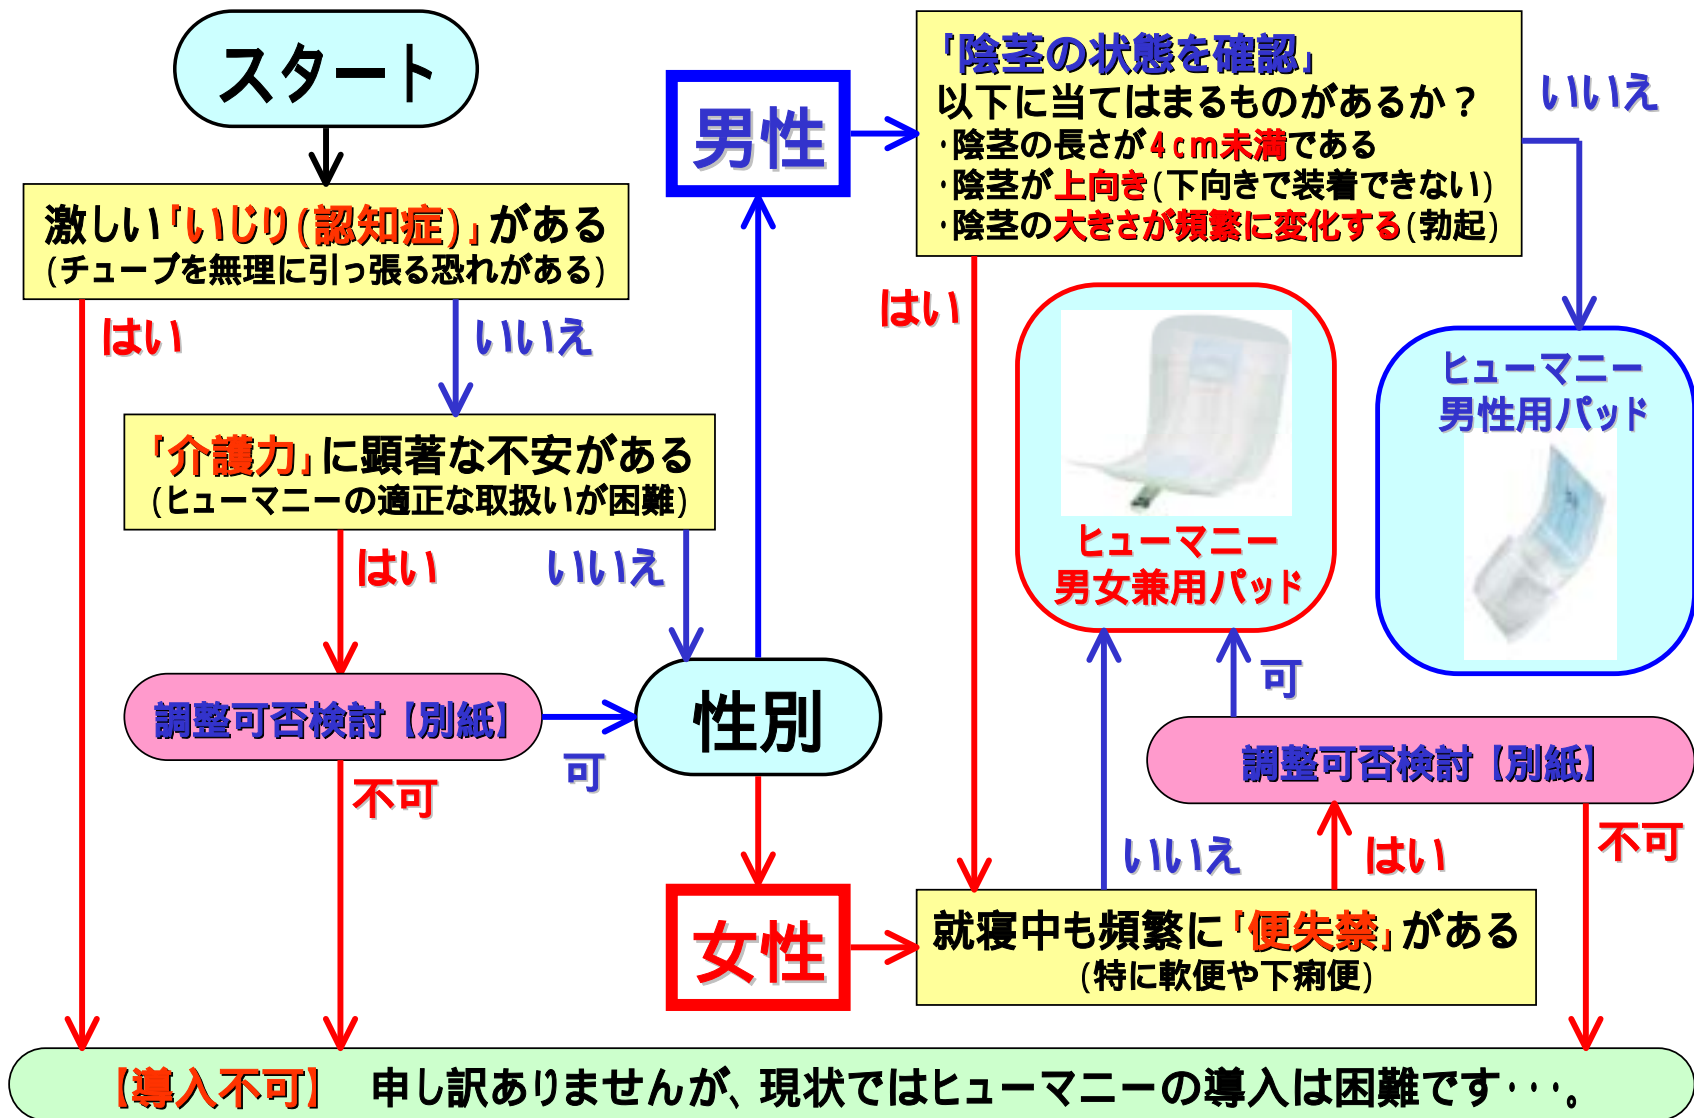 スタート
激しい「いじり(認知症)」がある
(チューブを無理に引っ張る恐れがある)
はい
いいえ
「介護力」に顕著な不安がある
(ヒューマニーの適正な取扱いが困難)
はい
いいえ
調整可否検討【別紙】
可
不可
性別
男性
女性
「陰茎の状態を確認」
以下に当てはまるものがあるか？
・陰茎の長さが4cm未満である
・陰茎が上向き(下向きで装着できない)
・陰茎の大きさが頻繁に変化する(勃起)
いいえ
はい
ヒューマニー
男女兼用パッド
ヒューマニー
男性用パッド
可
調整可否検討【別紙】
いいえ
はい
不可
就寝中も頻繁に「便失禁」がある
(特に軟便や下痢便)
【導入不可】 申し訳ありませんが、現状ではヒューマニーの導入は困難です・・・。